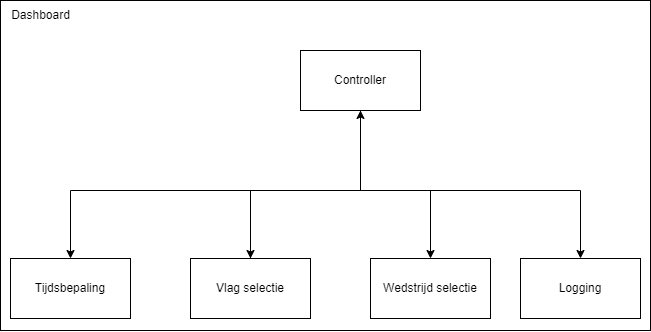 Dashboard
Controller
Tijdsbepaling
Vlag selectie
Wedstrijd selectie
Logging